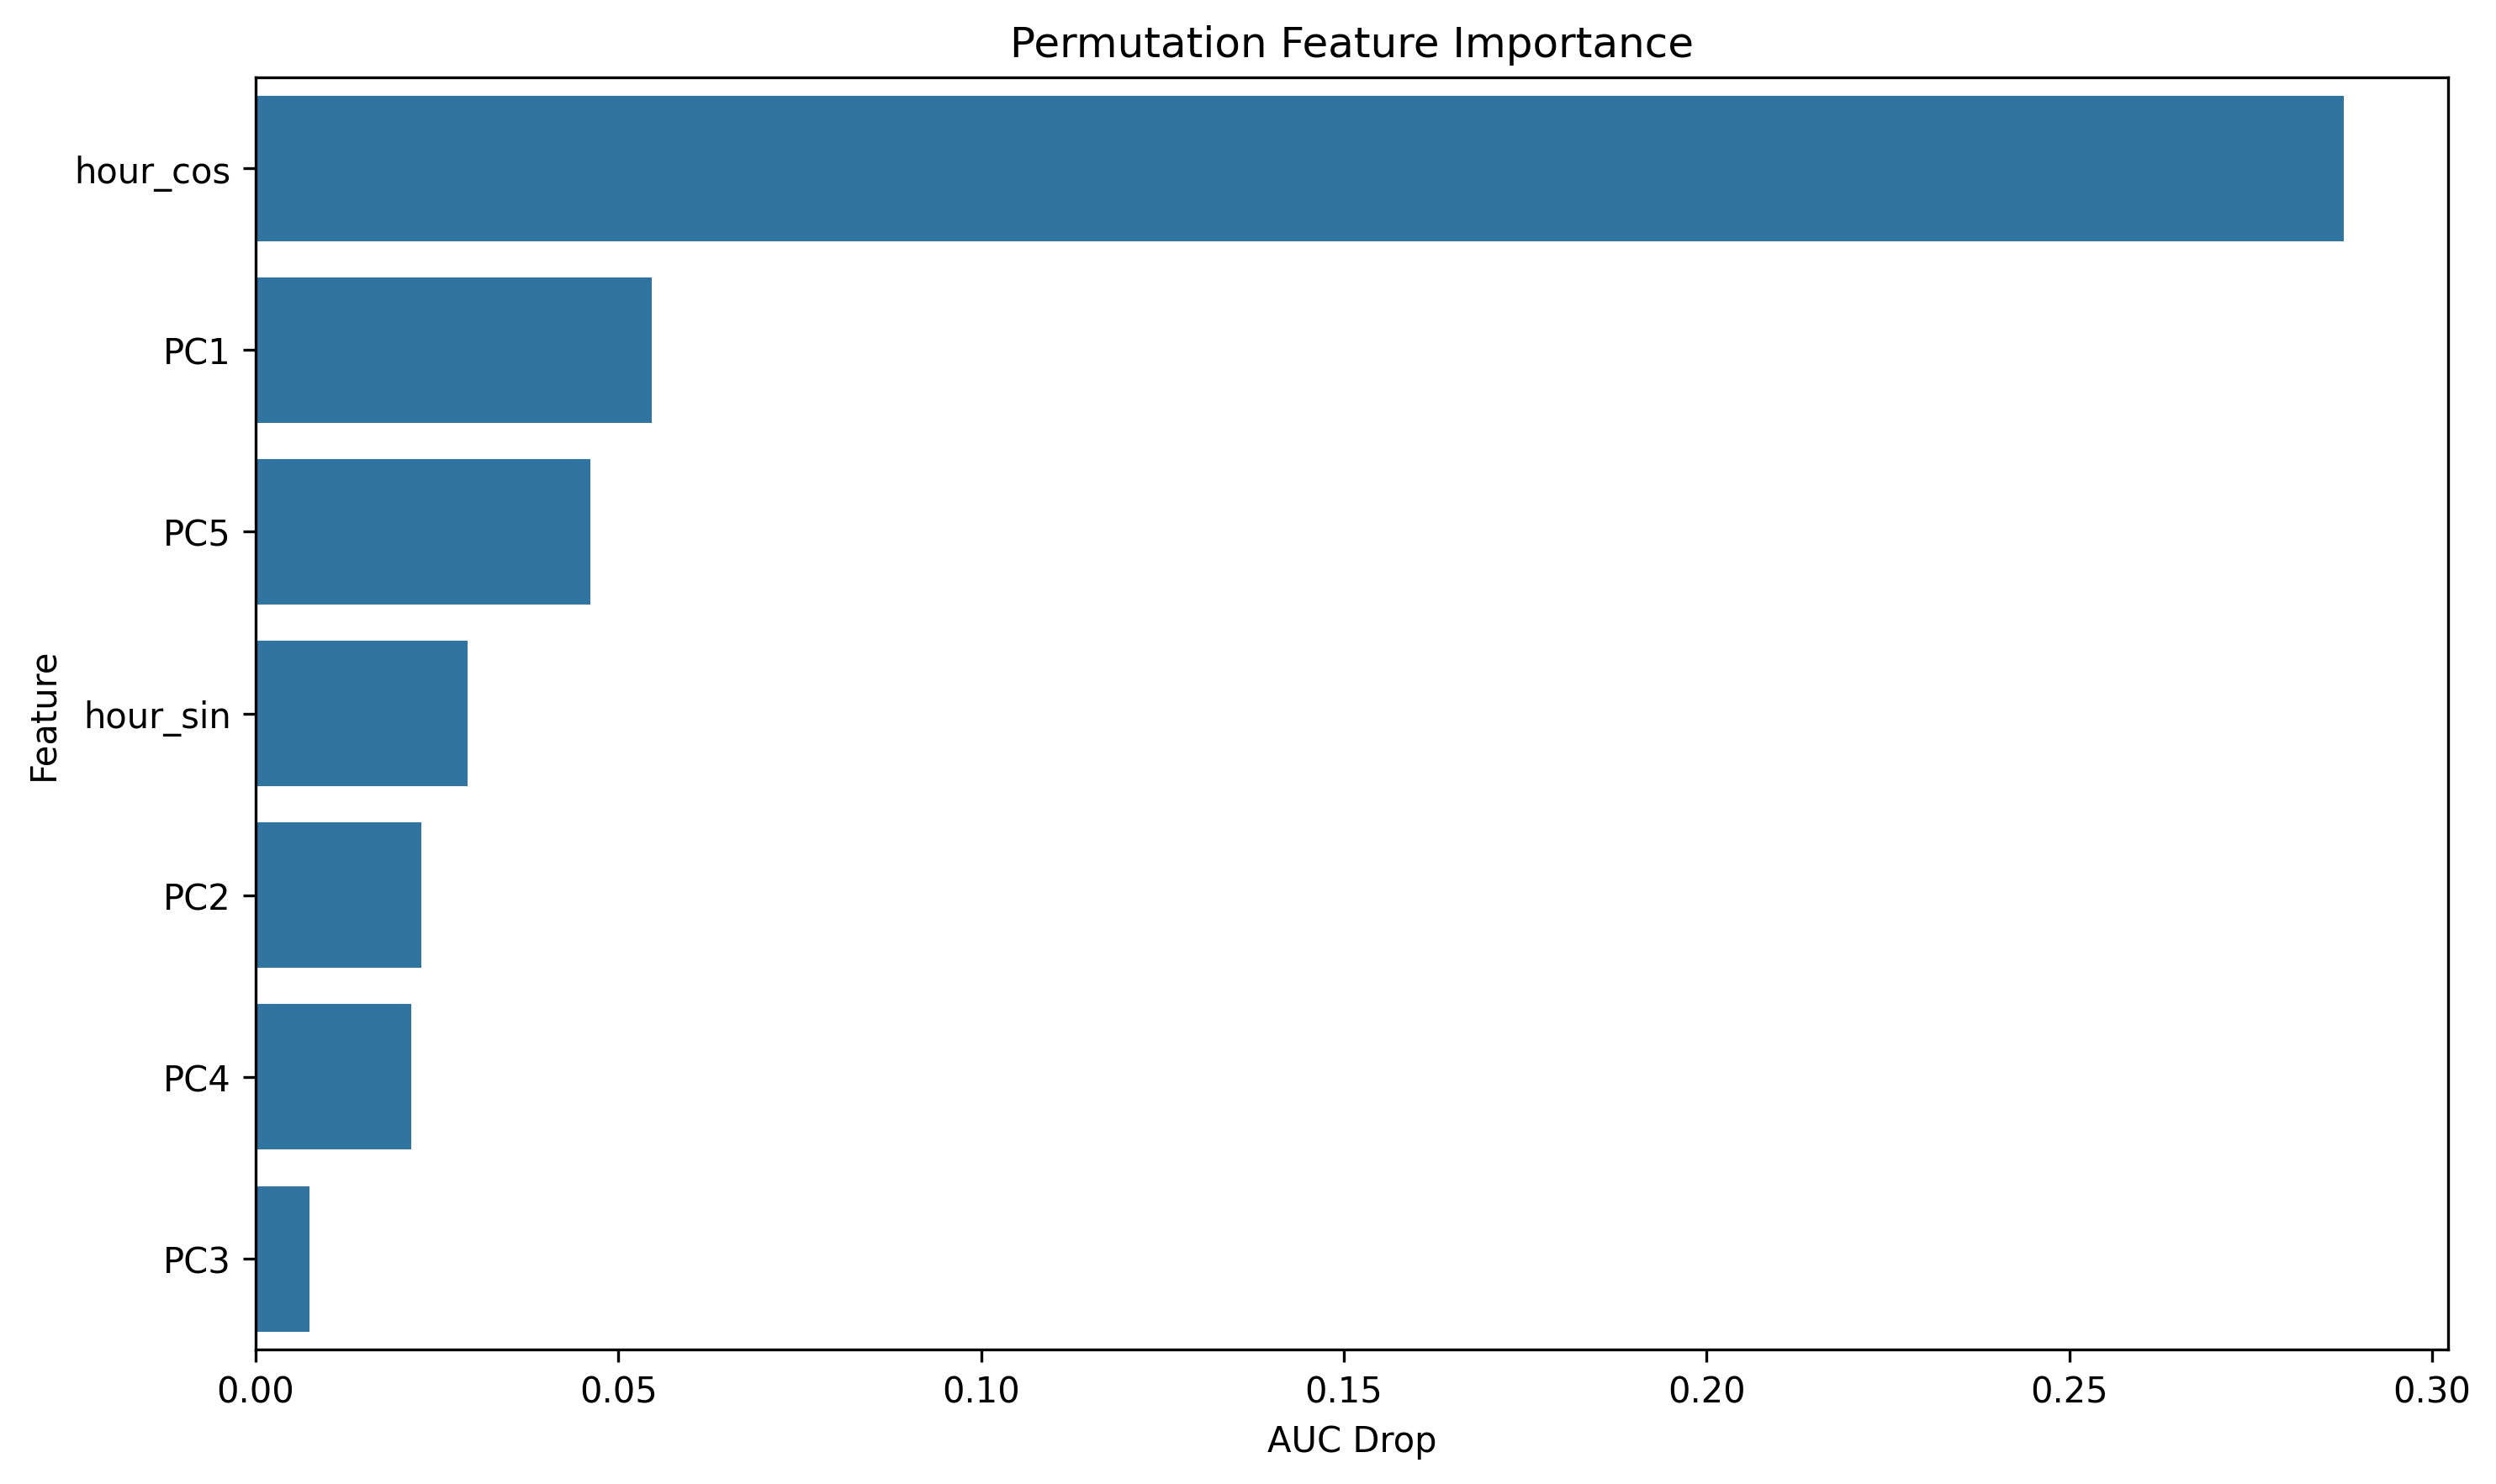 Permutation Feature Importance
hour_cos
PC1
PC5
hour_sin
PC2
PC4
PC3
Feature
0.00 0.05 0.10 0.15 0.20 0.25 0.30
AUC Drop